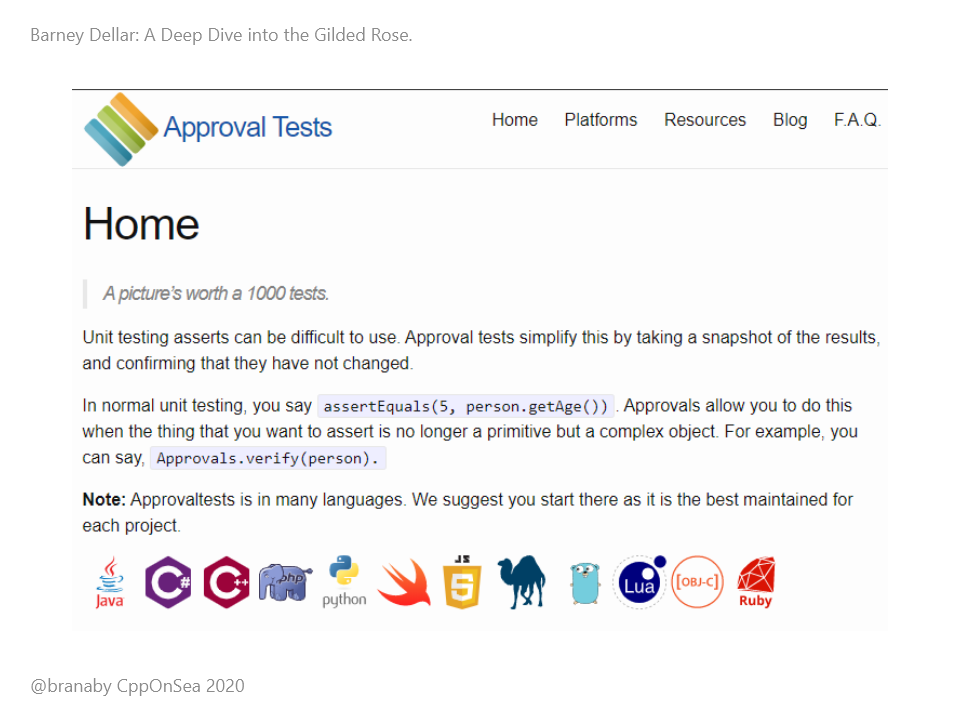 Barney Dellar: A Deep Dive into the Gilded Rose.
Approval Tests
Home Platforms Resources Blog F.A.Q.
Home
A picture's worth a 1000 tests.
Unit testing asserts can be difficult to use. Approval tests simplify this by taking a snapshot of the results,
and confirming that they have not changed.
In normal unit testing, you say assertEquals(5, person.getAge()) . Approvals allow you to do this
when the thing that you want to assert is no longer a primitive but a complex object. For example, you
can say, Approvals.verify(person).
Note: Approvaltests is in many languages. We suggest you start there as it is the best maintained for
each project.
Java C# C++ php python JS 5 Lua [OBJ-C] Ruby
@branaby CppOnSea 2020